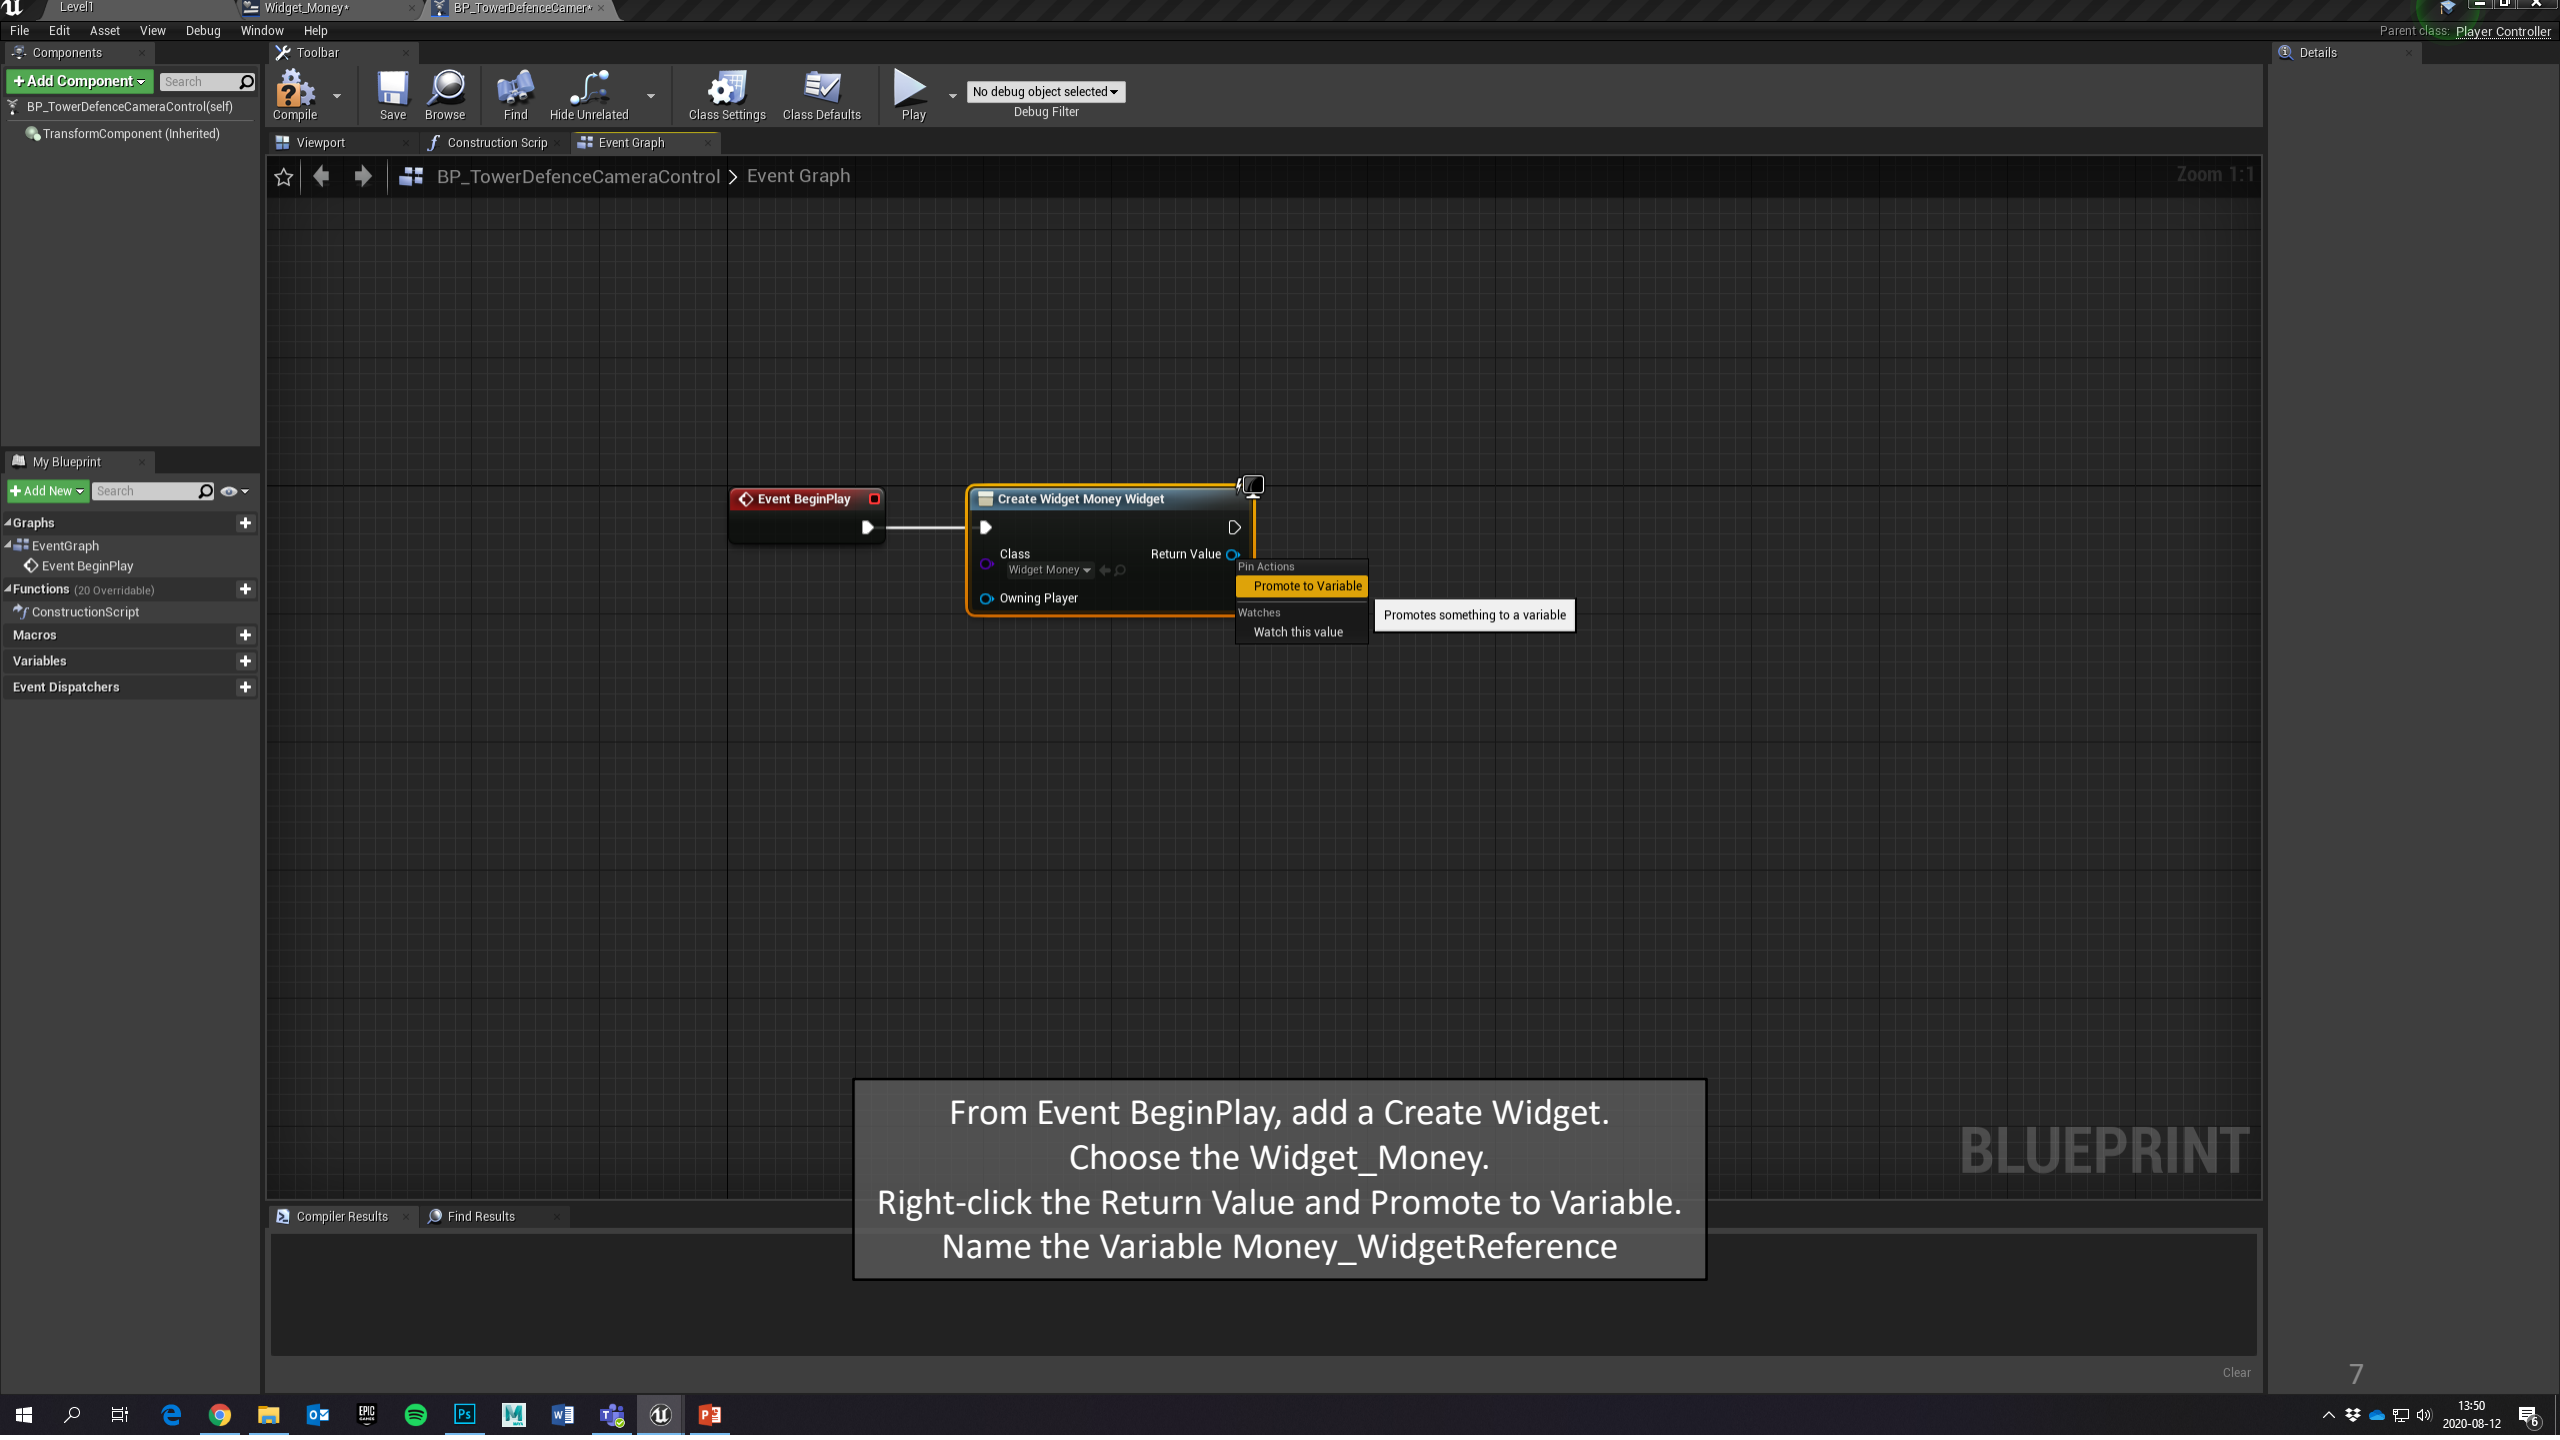 Level1
Widget_Money*
BP_TowerDefenceCamer*
File Edit Asset View Debug Window Help
Parent class: Player Controller
Components
Toolbar
Details
+Add Component
Search
BP_TowerDefenceCameraControl(self)
TransformComponent (Inherited)
Compile
Save
Browse
Find
Hide Unrelated
Class Settings
Class Defaults
Play
No debug object selected
Debug Filter
Viewport
Construction Scrip
Event Graph
BP_TowerDefenceCameraControl > Event Graph
Zoom 1:1
My Blueprint
+Add New
Search
Graphs
EventGraph
Event BeginPlay
Functions (20 Overridable)
ConstructionScript
Macros
Variables
Event Dispatchers
Event BeginPlay
Create Widget Money Widget
Class
Widget Money
Return Value
Owning Player
Pin Actions
Promote to Variable
Watches
Watch this value
Promotes something to a variable
From Event BeginPlay, add a Create Widget.
Choose the Widget_Money.
Right-click the Return Value and Promote to Variable.
Name the Variable Money_WidgetReference
BLUEPRINT
Compiler Results
Find Results
Clear
7
EPIC GAMES
Ps
13:50
2020-08-12
6